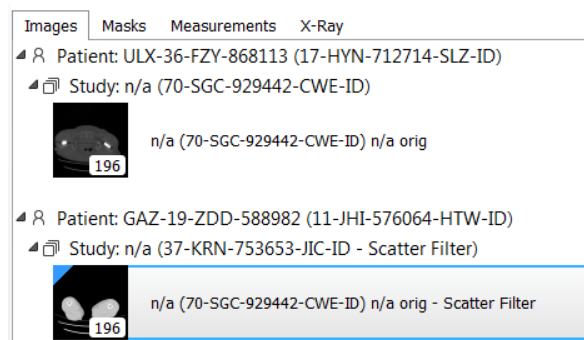 Images Masks Measurements X-Ray
Patient: ULX-36-FZY-868113 (17-HYN-712714-SLZ-ID)
Study: n/a (70-SGC-929442-CWE-ID)
n/a (70-SGC-929442-CWE-ID) n/a orig
196
Patient: GAZ-19-ZDD-588982 (11-JHI-576064-HTW-ID)
Study: n/a (37-KRN-753653-JIC-ID - Scatter Filter)
n/a (70-SGC-929442-CWE-ID) n/a orig - Scatter Filter
196